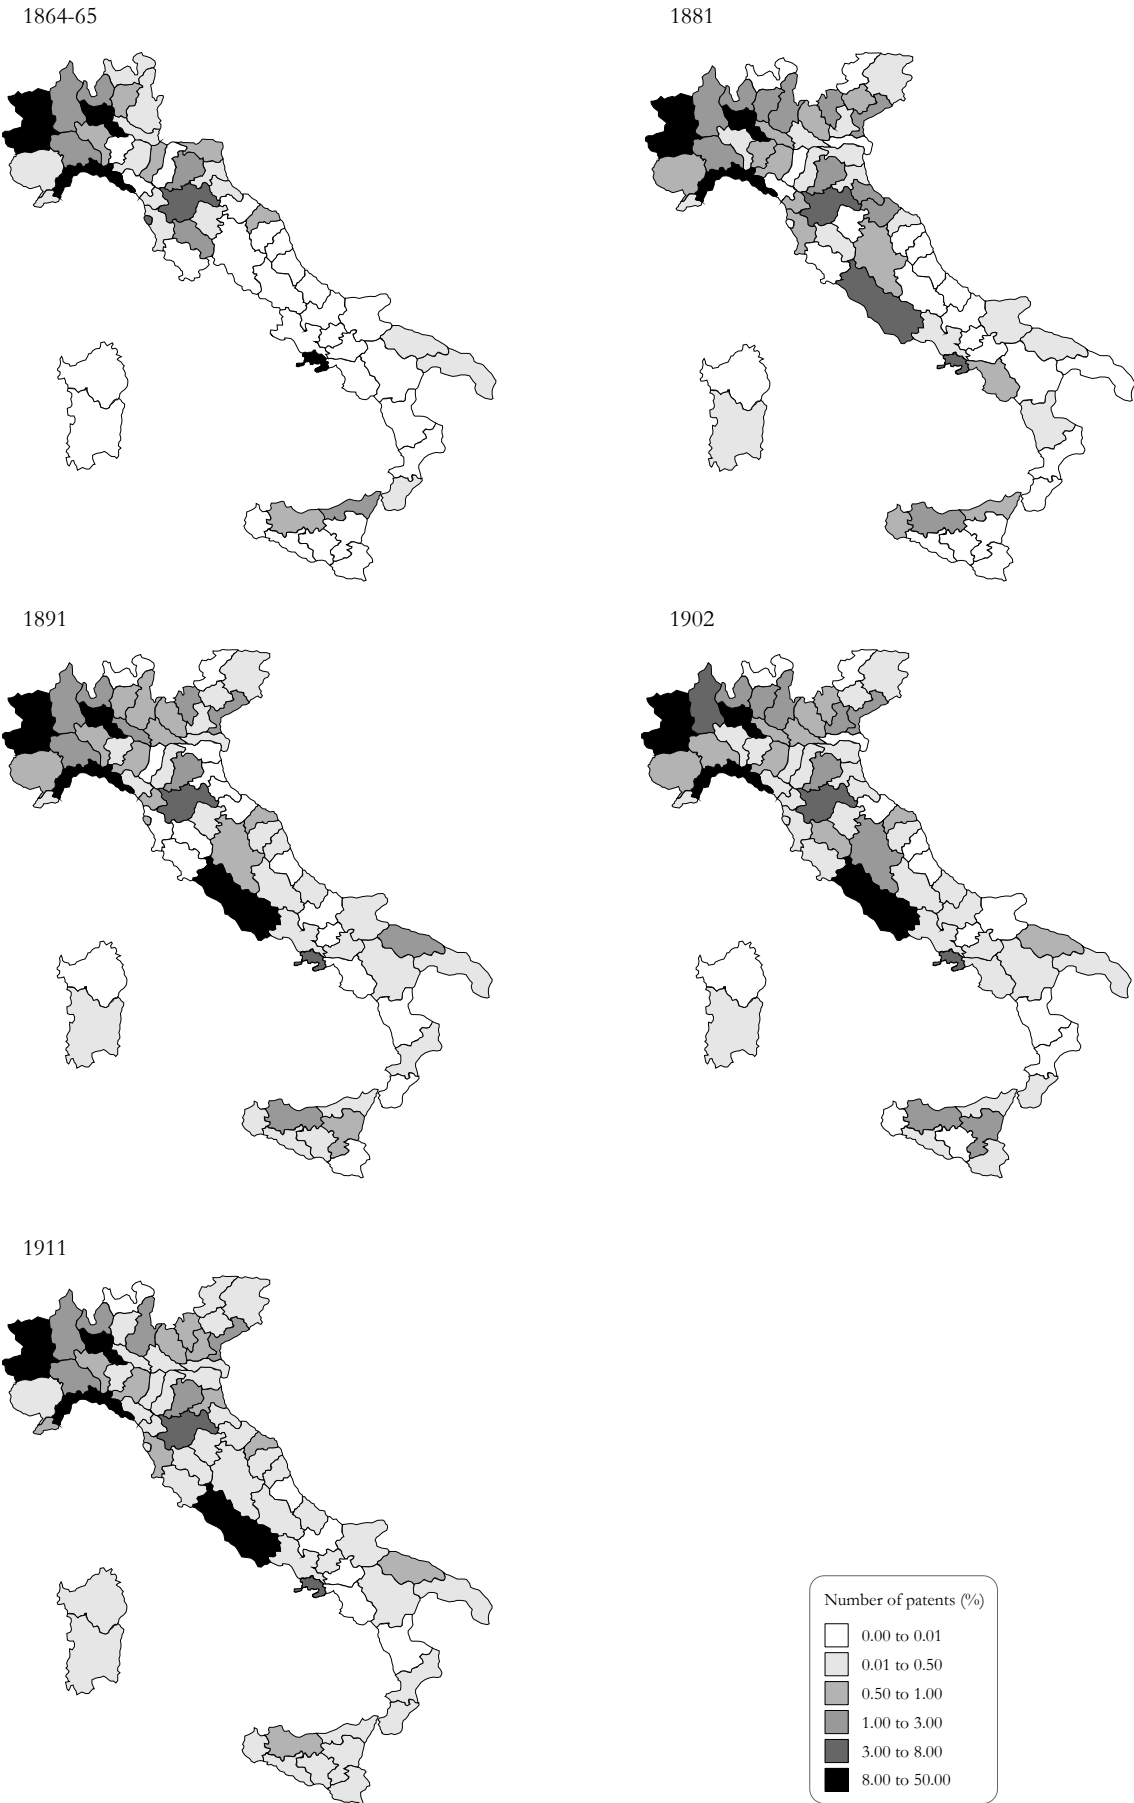 1864-65
1881
1891
1902
1911
Number of patents (%)
0.00 to 0.01
0.01 to 0.50
0.50 to 1.00
1.00 to 3.00
3.00 to 8.00
8.00 to 50.00